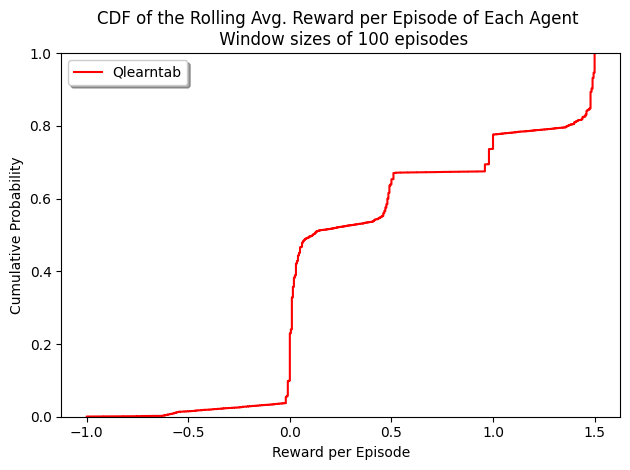 CDF of the Rolling Avg. Reward per Episode of Each Agent
Window sizes of 100 episodes
Qlearntab
Cumulative Probability
1.0
0.8
0.6
0.4
0.2
0.0
-1.0 -0.5 0.0 0.5 1.0 1.5
Reward per Episode